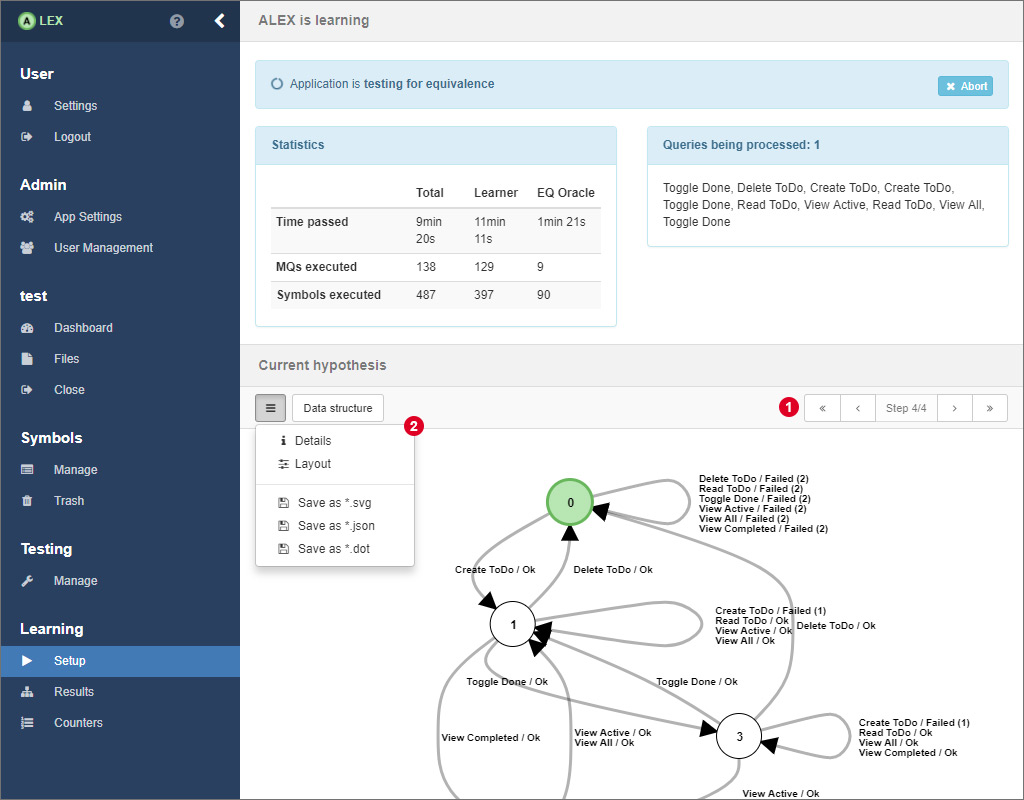 A LEX
?
User
Settings
Logout
Admin
App Settings
User Management
test
Dashboard
Files
Close
Symbols
Manage
Trash
Testing
Manage
Learning
Setup
Results
Counters
ALEX is learning
Application is testing for equivalence
Abort
Statistics
Total Learner EQ Oracle
Time passed 9min 20s 11min 11s 1min 21s
MQs executed 138 129 9
Symbols executed 487 397 90
Queries being processed: 1
Toggle Done, Delete ToDo, Create ToDo, Create ToDo,
Toggle Done, Read ToDo, View Active, Read ToDo, View All,
Toggle Done
Current hypothesis
Data structure
1
« ‹ Step 4/4 › »
2
Details
Layout
Save as *.svg
Save as *.json
Save as *.dot
0
Delete ToDo / Failed (2)
Read ToDo / Failed (2)
Toggle Done / Failed (2)
View Active / Failed (2)
View All / Failed (2)
View Completed / Failed (2)
Create ToDo / Ok
Delete ToDo / Ok
1
Create ToDo / Failed (1)
Read ToDo / Ok
View Active / Ok
View All / Ok
Delete ToDo / Ok
Toggle Done / Ok
Toggle Done / Ok
View Completed / Ok
View Active / Ok
View All / Ok
3
Create ToDo / Failed (1)
Read ToDo / Ok
View All / Ok
View Completed / Ok
View Active / Ok